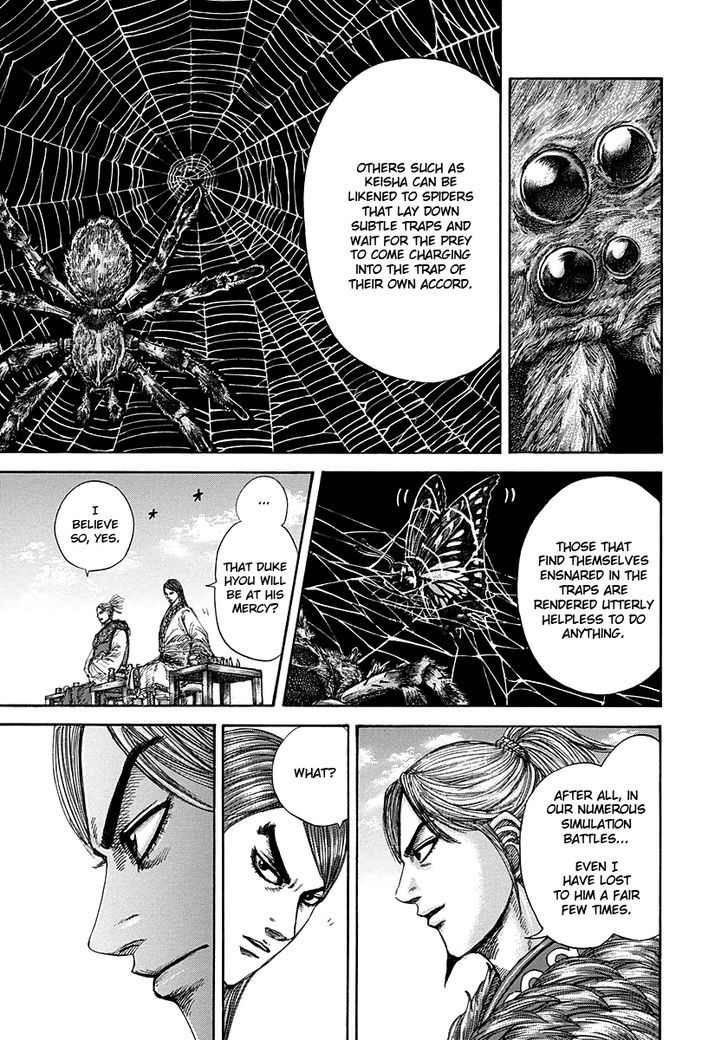 OTHERS SUCH AS
KEISHA CAN BE
LIKENED TO SPIDERS
THAT LAY DOWN
SUBTLE TRAPS AND
WAIT FOR THE PREY
TO COME CHARGING
INTO THE TRAP OF
THEIR OWN ACCORD.
THOSE THAT
FIND THEMSELVES
ENSNARED IN THE
TRAPS ARE
RENDERED UTTERLY
HELPLESS TO DO
ANYTHING.
...
THAT DUKE
HYOU WILL
BE AT HIS
MERCY?
I
BELIEVE
SO, YES.
AFTER ALL, IN
OUR NUMEROUS
SIMULATION
BATTLES...
EVEN I
HAVE LOST
TO HIM A FAIR
FEW TIMES.
WHAT?